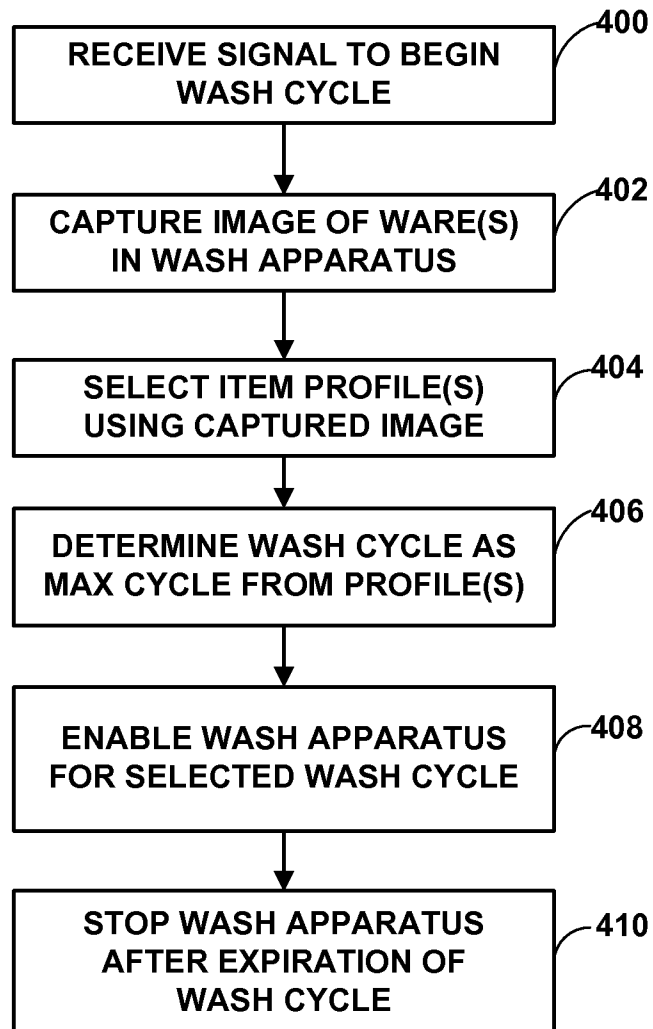 400
RECEIVE SIGNAL TO BEGIN
WASH CYCLE
402
CAPTURE IMAGE OF WARE(S)
IN WASH APPARATUS
404
SELECT ITEM PROFILE(S)
USING CAPTURED IMAGE
406
DETERMINE WASH CYCLE AS
MAX CYCLE FROM PROFILE(S)
408
ENABLE WASH APPARATUS
FOR SELECTED WASH CYCLE
410
STOP WASH APPARATUS
AFTER EXPIRATION OF
WASH CYCLE